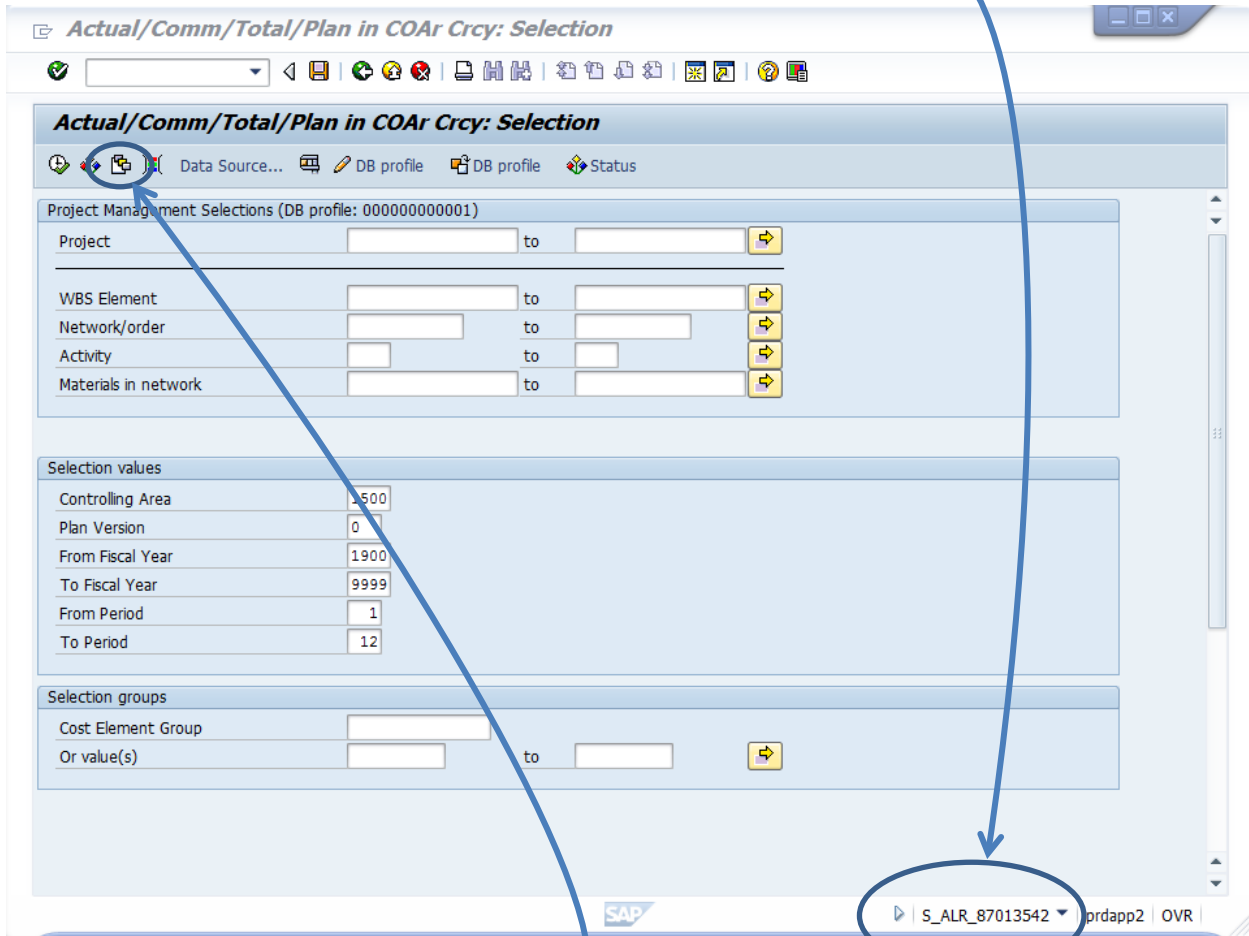 Actual/Comm/Total/Plan in COAr Crcy: Selection
Actual/Comm/Total/Plan in COAr Crcy: Selection
Data Source... DB profile DB profile Status
Project Management Selections (DB profile: 000000000001)
Project to
WBS Element to
Network/order to
Activity to
Materials in network to
Selection values
Controlling Area 1500
Plan Version 0
From Fiscal Year 1900
To Fiscal Year 9999
From Period 1
To Period 12
Selection groups
Cost Element Group
Or value(s) to
SAP S_ALR_87013542 prdapp2 OVR